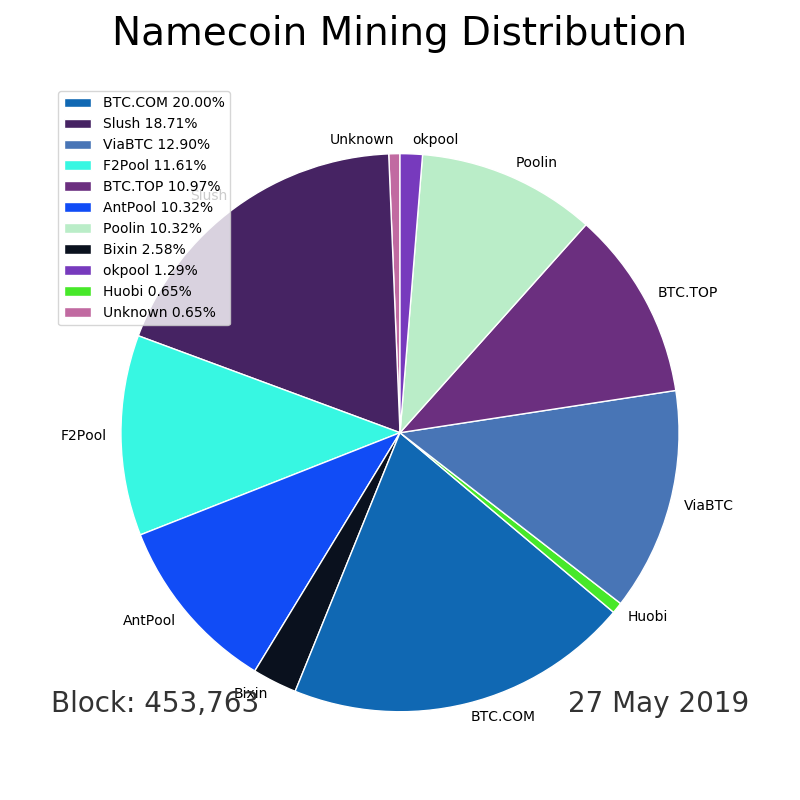 Namecoin Mining Distribution
BTC.COM 20.00%
Slush 18.71%
ViaBTC 12.90%
F2Pool 11.61%
BTC.TOP 10.97%
AntPool 10.32%
Poolin 10.32%
Bixin 2.58%
okpool 1.29%
Huobi 0.65%
Unknown 0.65%
Unknown
okpool
Poolin
Slush
BTC.TOP
F2Pool
ViaBTC
Huobi
AntPool
Bixin
BTC.COM
Block: 453,763
27 May 2019